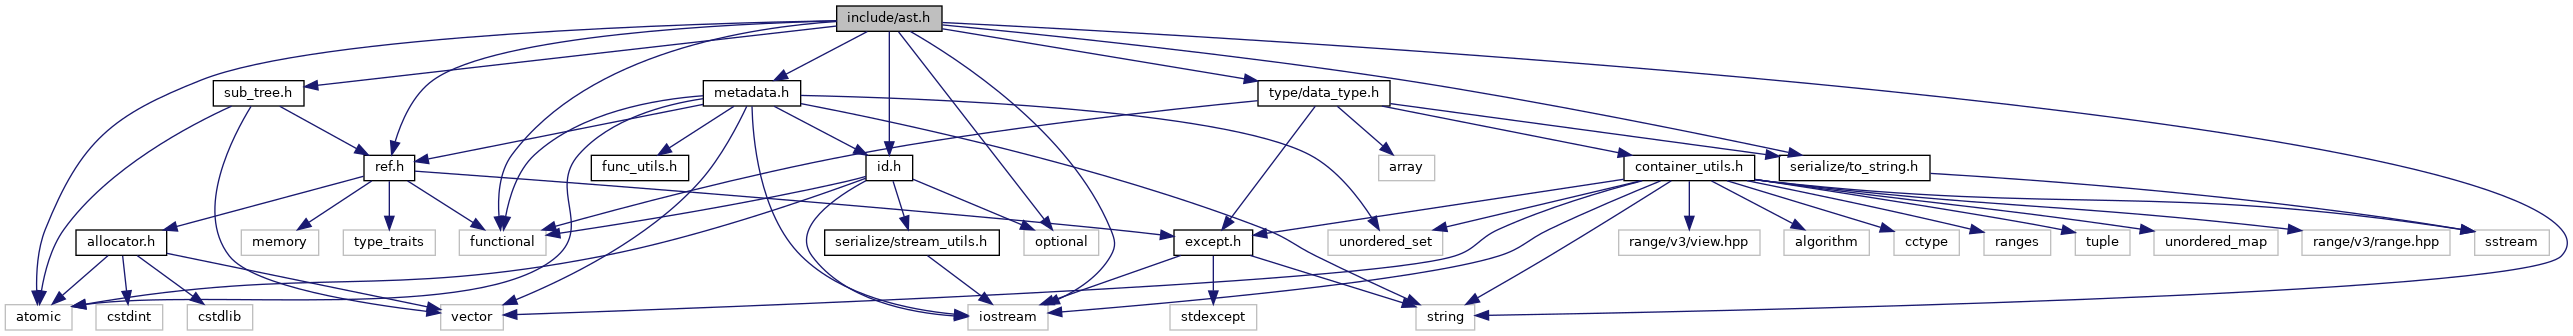 include/ast.h
sub_tree.h
metadata.h
type/data_type.h
ref.h
func_utils.h
id.h
array
container_utils.h
serialize/to_string.h
allocator.h
memory
type_traits
functional
serialize/stream_utils.h
optional
except.h
unordered_set
range/v3/view.hpp
algorithm
cctype
ranges
tuple
unordered_map
range/v3/range.hpp
sstream
atomic
cstdint
cstdlib
vector
iostream
stdexcept
string